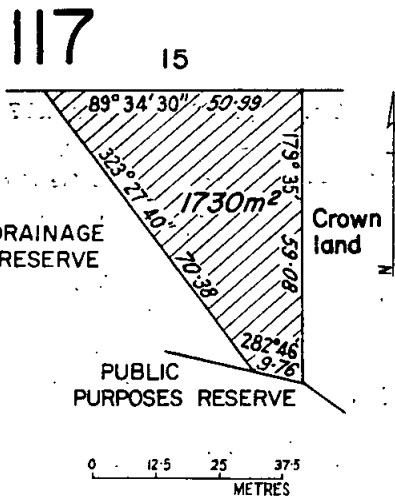 117
15
89° 34' 30" 50·99
179° 35'
59·08
323° 27' 40"
70·38
1730m²
Crown
land
DRAINAGE
RESERVE
282° 46'
9·76
PUBLIC
PURPOSES RESERVE
N
0 12·5 25 37·5
METRES